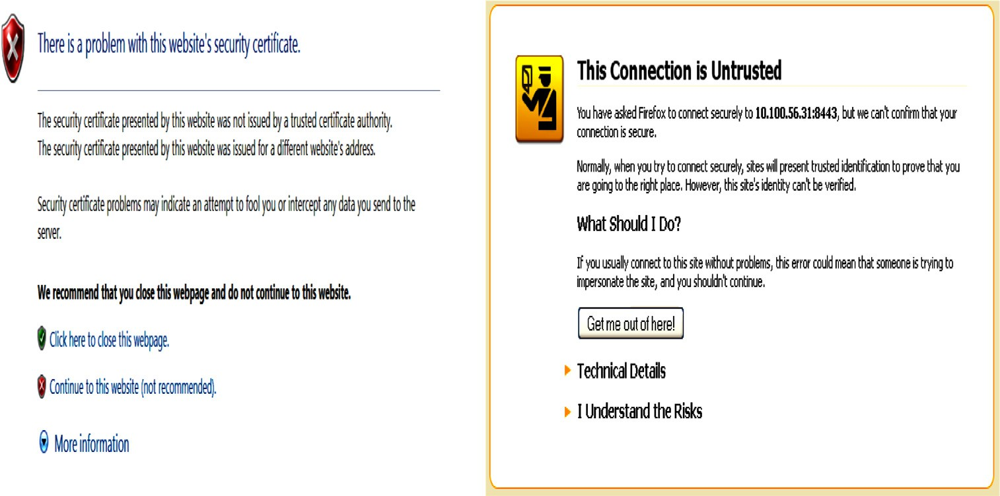 There is a problem with this website's security certificate.
The security certificate presented by this website was not issued by a trusted certificate authority.
The security certificate presented by this website was issued for a different website's address.
Security certificate problems may indicate an attempt to fool you or intercept any data you send to the
server.
We recommend that you close this webpage and do not continue to this website.
Click here to close this webpage.
Continue to this website (not recommended).
More information
This Connection is Untrusted
You have asked Firefox to connect securely to 10.100.56.31:8443, but we can't confirm that your
connection is secure.
Normally, when you try to connect securely, sites will present trusted identification to prove that you
are going to the right place. However, this site's identity can't be verified.
What Should I Do?
If you usually connect to this site without problems, this error could mean that someone is trying to
impersonate the site, and you shouldn't continue.
Get me out of here!
Technical Details
I Understand the Risks